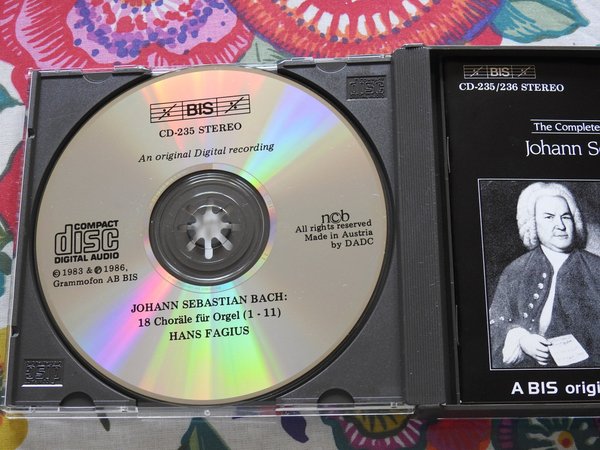 BIS
CD-235 STEREO
An original Digital recording
COMPACT
disc
DIGITAL AUDIO
© 1983 & ℗ 1986,
Grammofon AB BIS
ncb
All rights reserved
Made in Austria
by DADC
JOHANN SEBASTIAN BACH:
18 Choräle für Orgel (1 - 11)
HANS FAGIUS
BIS
CD-235/236 STEREO
The Complete
Johann Se
A BIS origi